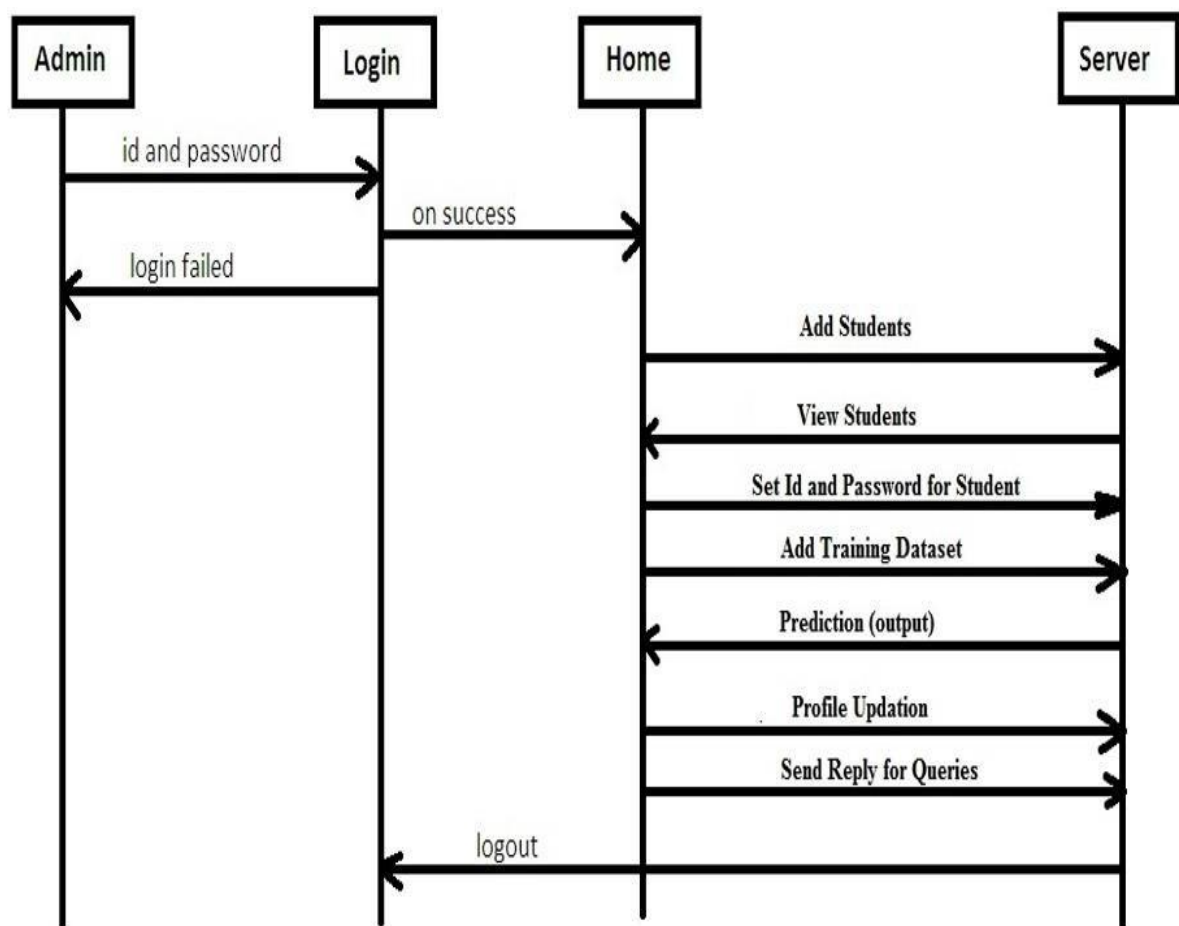 Admin
Login
Home
Server
id and password
on success
login failed
Add Students
View Students
Set Id and Password for Student
Add Training Dataset
Prediction (output)
Profile Updation
Send Reply for Queries
logout